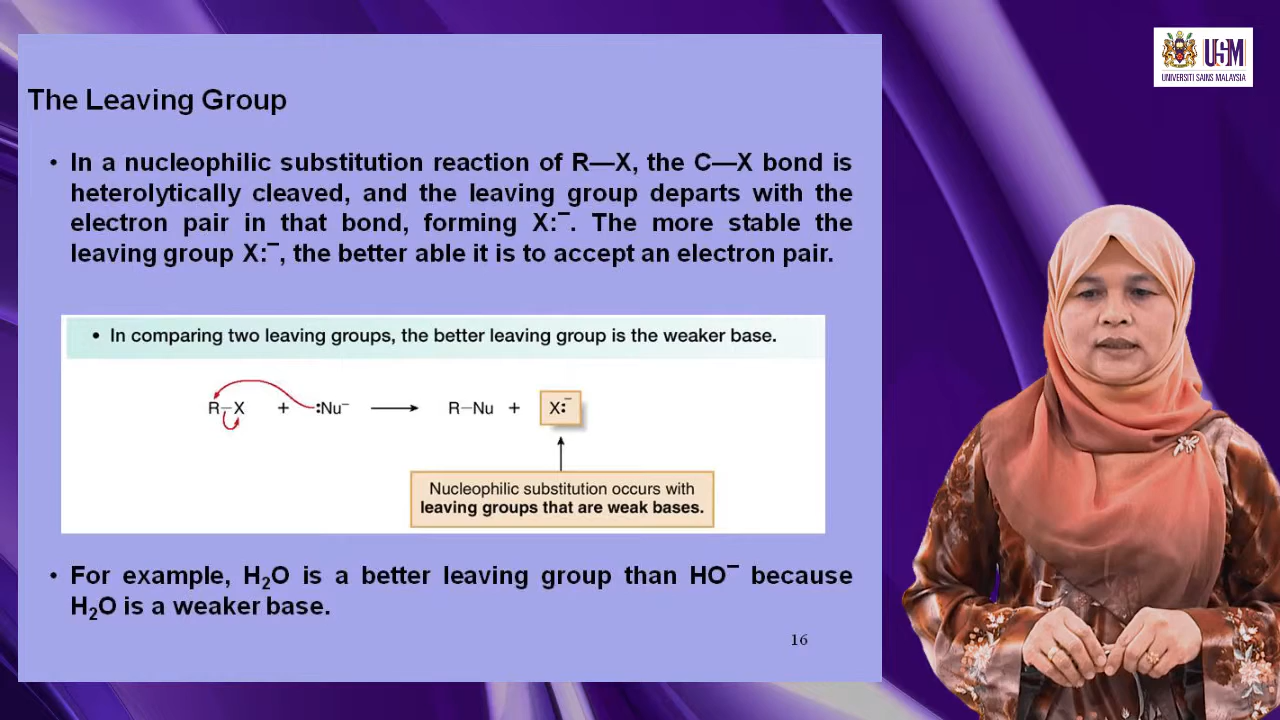 USM
UNIVERSITI SAINS MALAYSIA
The Leaving Group
• In a nucleophilic substitution reaction of R—X, the C—X bond is
heterolytically cleaved, and the leaving group departs with the
electron pair in that bond, forming X:⁻. The more stable the
leaving group X:⁻, the better able it is to accept an electron pair.
• In comparing two leaving groups, the better leaving group is the weaker base.
R–X + :Nu⁻ ⟶ R–Nu + X:⁻
Nucleophilic substitution occurs with
leaving groups that are weak bases.
• For example, H₂O is a better leaving group than HO⁻ because
H₂O is a weaker base.
16